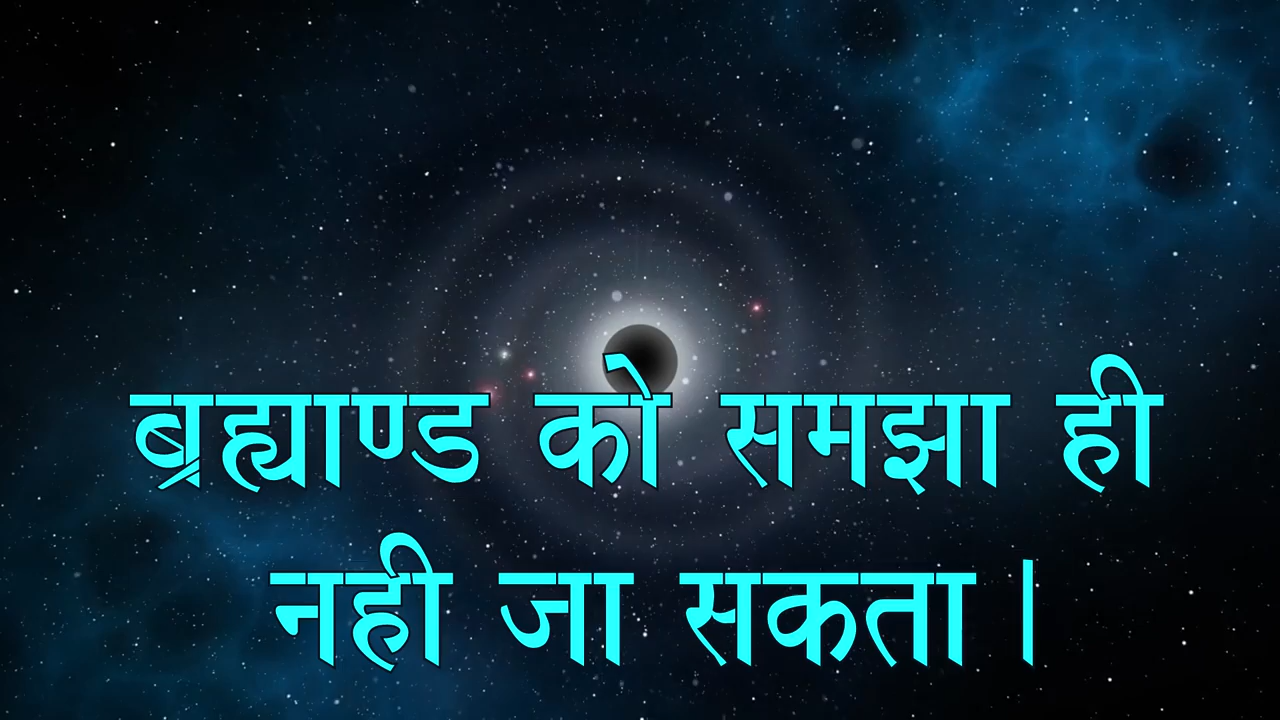 ब्रह्याण्ड को समझा ही
नही जा सकता ।